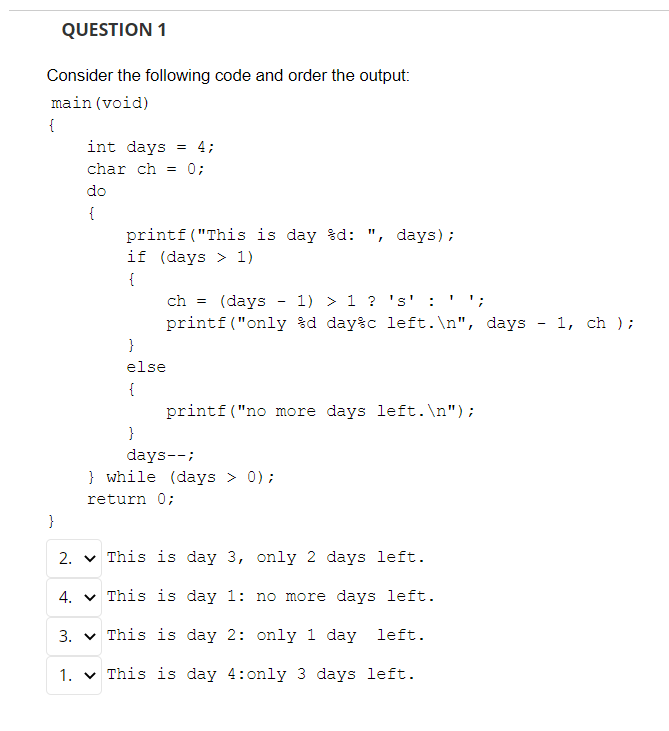 QUESTION 1
Consider the following code and order the output:
main(void)
{
    int days = 4;
    char ch = 0;
    do
    {
        printf("This is day %d: ", days);
        if (days > 1)
        {
            ch = (days - 1) > 1 ? 's' : ' ';
            printf("only %d day%c left.\n", days - 1, ch );
        }
        else
        {
            printf("no more days left.\n");
        }
        days--;
    } while (days > 0);
    return 0;
}
2. This is day 3, only 2 days left.
4. This is day 1: no more days left.
3. This is day 2: only 1 day  left.
1. This is day 4:only 3 days left.